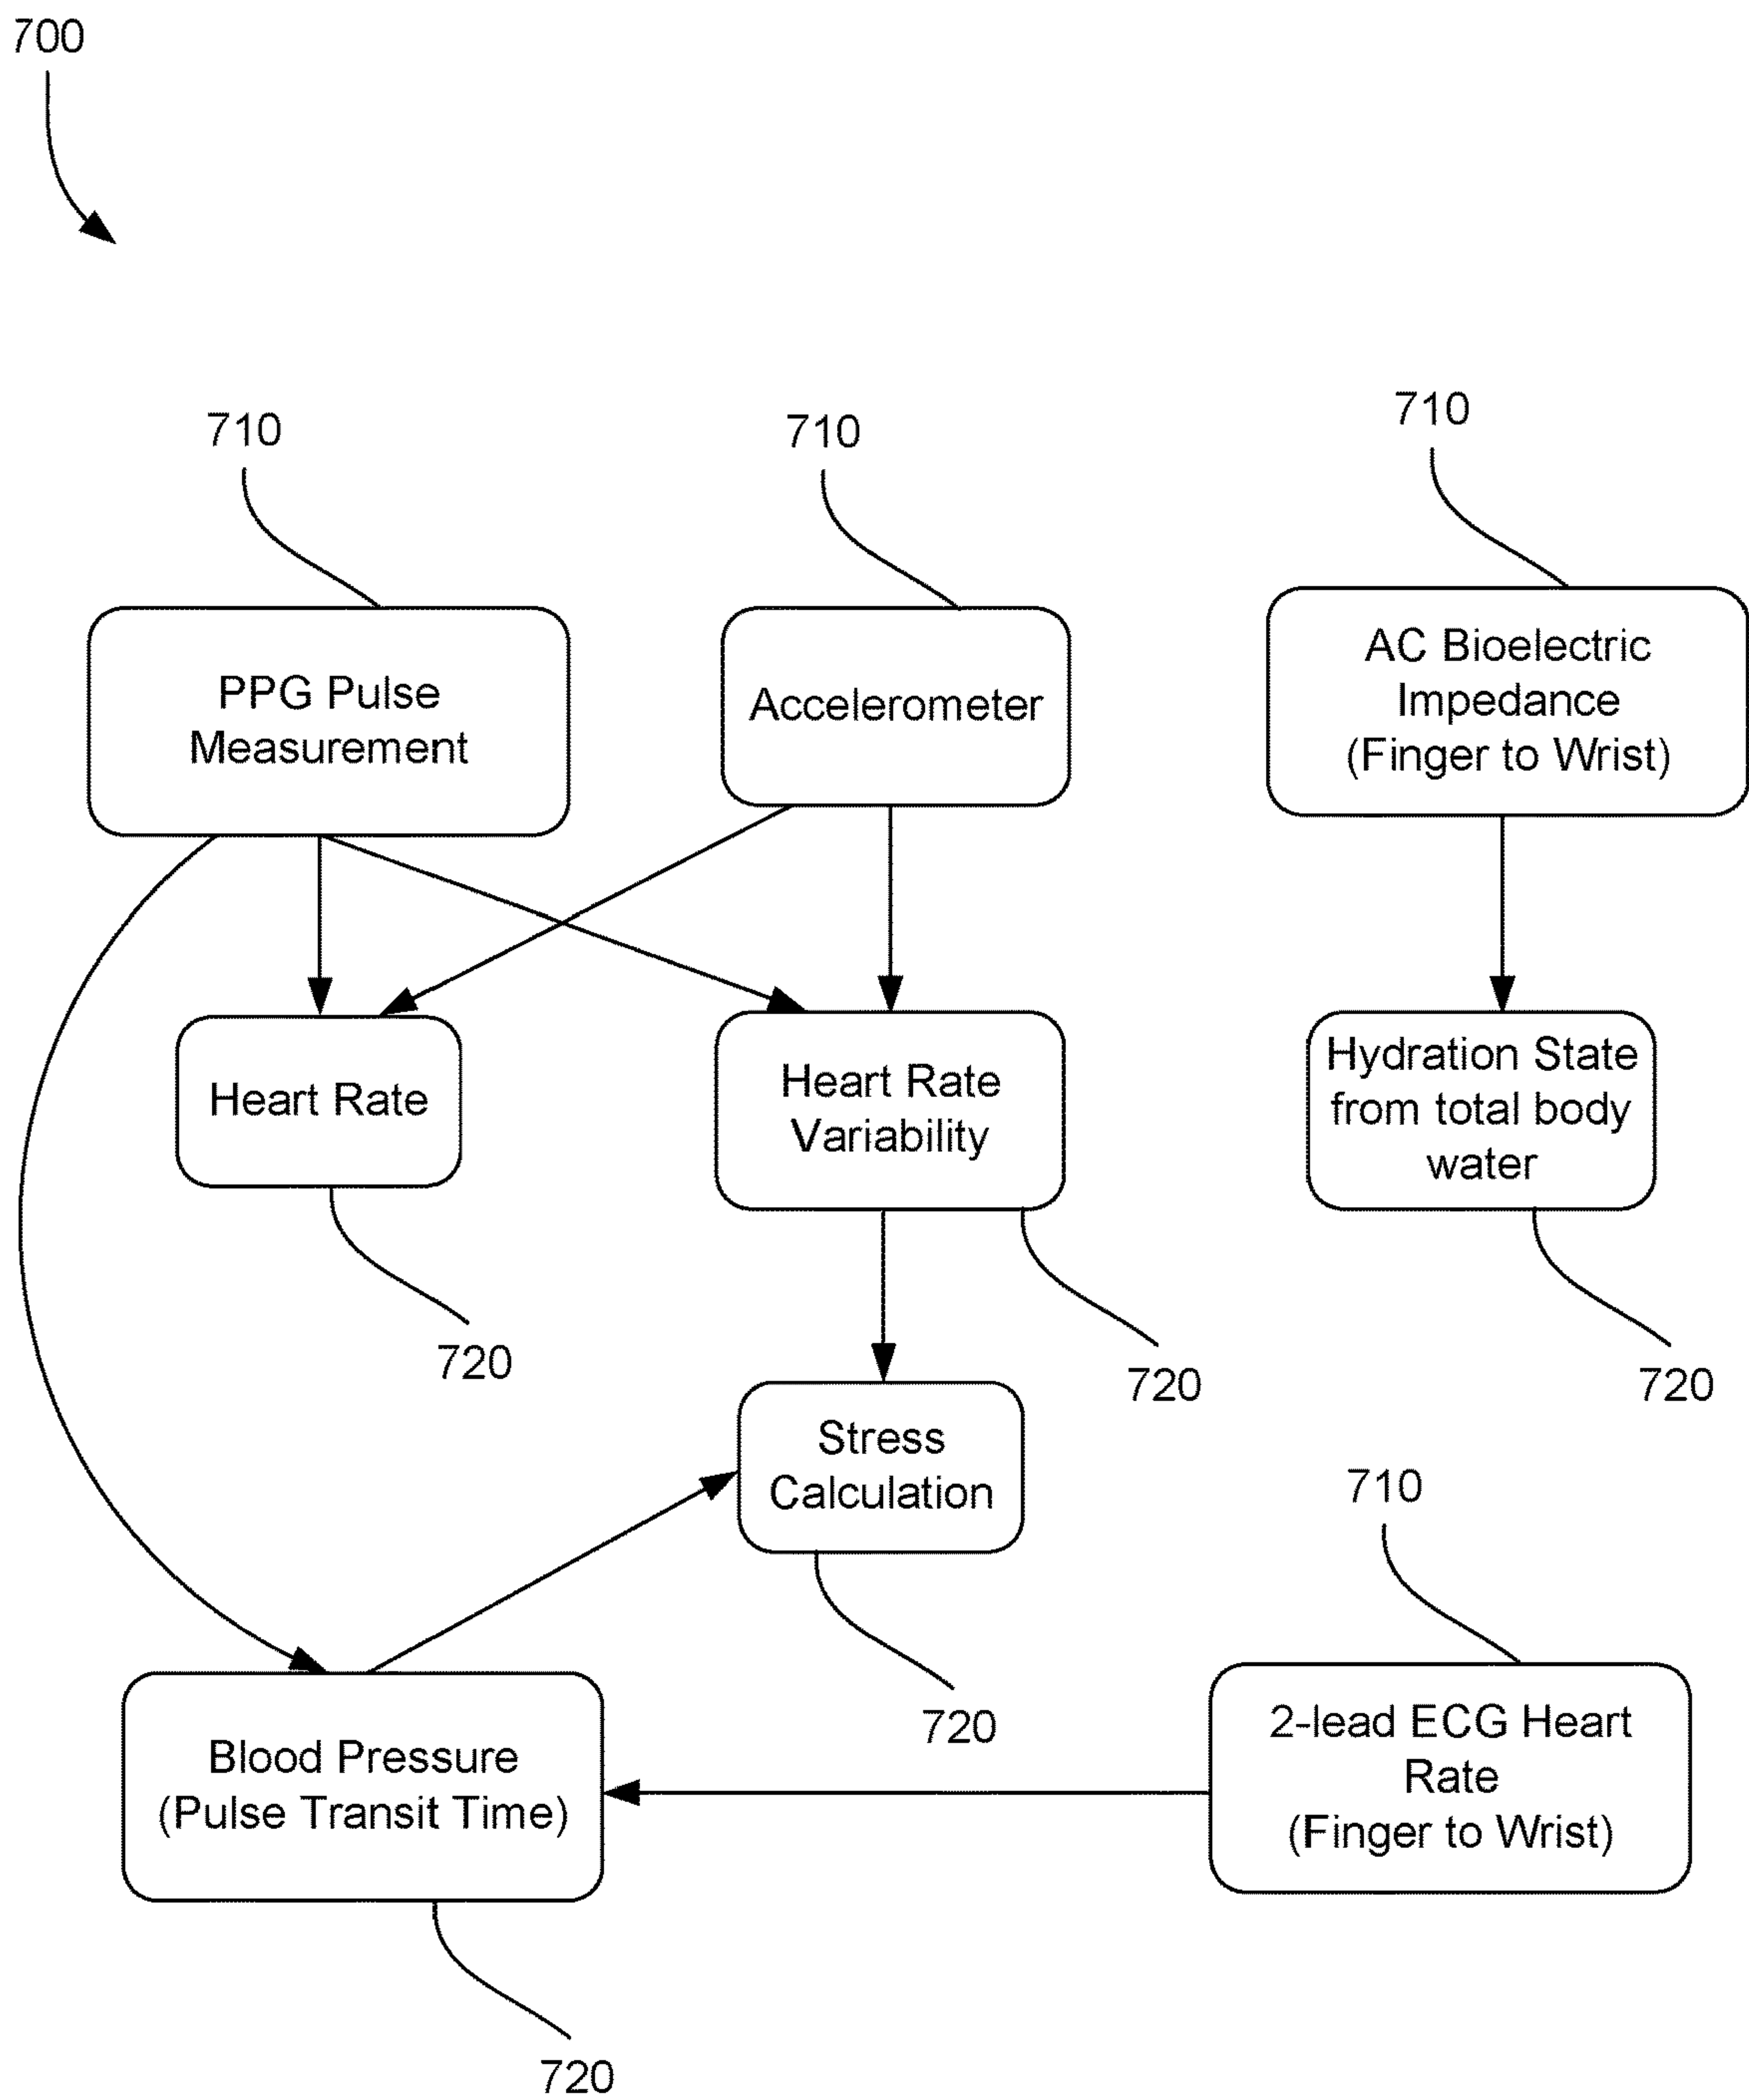 700
710
710
710
PPG Pulse
Measurement
Accelerometer
AC Bioelectric
Impedance
(Finger to Wrist)
Heart Rate
Heart Rate
Variability
Hydration State
from total body
water
720
720
720
Stress
Calculation
710
720
Blood Pressure
(Pulse Transit Time)
2-lead ECG Heart
Rate
(Finger to Wrist)
720